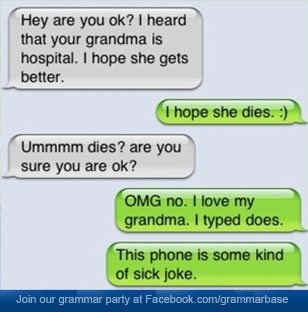 Hey are you ok? I heard
that your grandma is
hospital. I hope she gets
better.
I hope she dies. :)
Ummmm dies? are you
sure you are ok?
OMG no. I love my
grandma. I typed does.
This phone is some kind
of sick joke.
Join our grammar party at Facebook.com/grammarbase